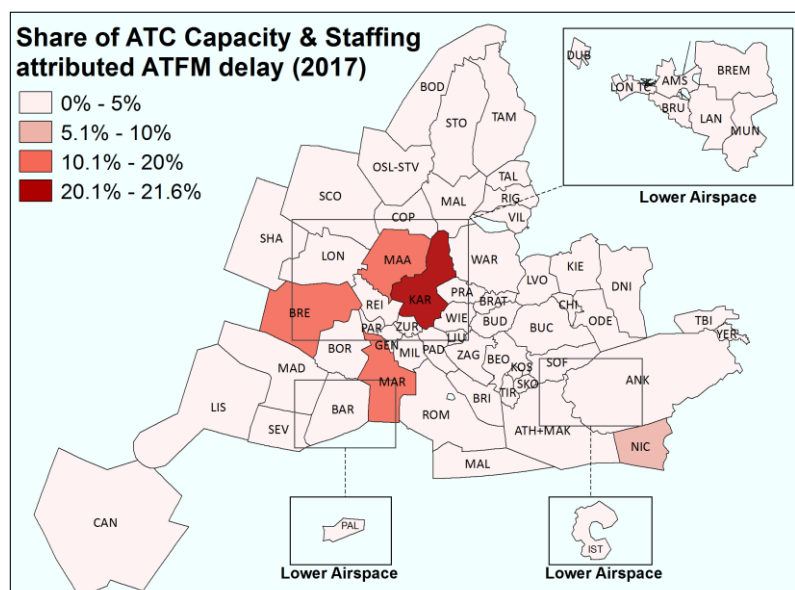 Share of ATC Capacity & Staffing
attributed ATFM delay (2017)
0% - 5%
5.1% - 10%
10.1% - 20%
20.1% - 21.6%
DUB
LON TC
AMS
BREM
BRU
LAN
MUN
Lower Airspace
BOD
STO
TAM
OSL-STV
TAL
RIG
VIL
SCO
MAL
COP
SHA
LON
MAA
WAR
KIE
LVO
DNI
KAR
PRA
REI
BRE
BRAT
CHI
WIE
PAR
ZUR
BUD
BUC
ODE
TBI
YER
GEN
LJU
BOR
MIL
PAD
ZAG
BEO
SOF
KOS
MAD
MAR
SKO
ANK
TIR
LIS
BAR
ROM
BRI
SEV
ATH+MAK
NIC
MAL
CAN
PAL
Lower Airspace
IST
Lower Airspace